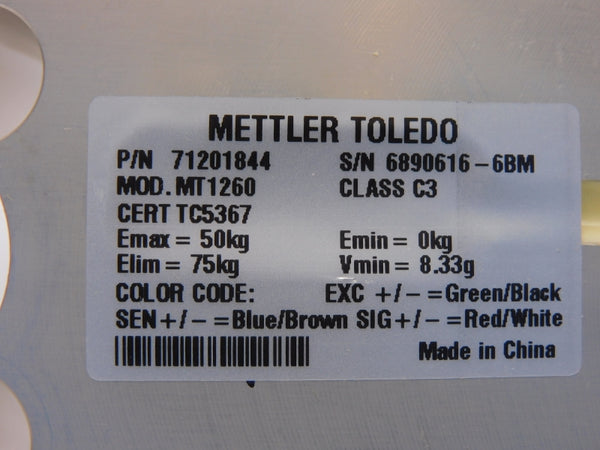 METTLER TOLEDO
P/N 71201844 S/N 6890616-6BM
MOD. MT1260 CLASS C3
CERT TC5367
Emax = 50kg Emin = 0kg
Elim = 75kg Vmin = 8.33g
COLOR CODE: EXC +/- =Green/Black
SEN+/- =Blue/Brown SIG+/- =Red/White
Made in China